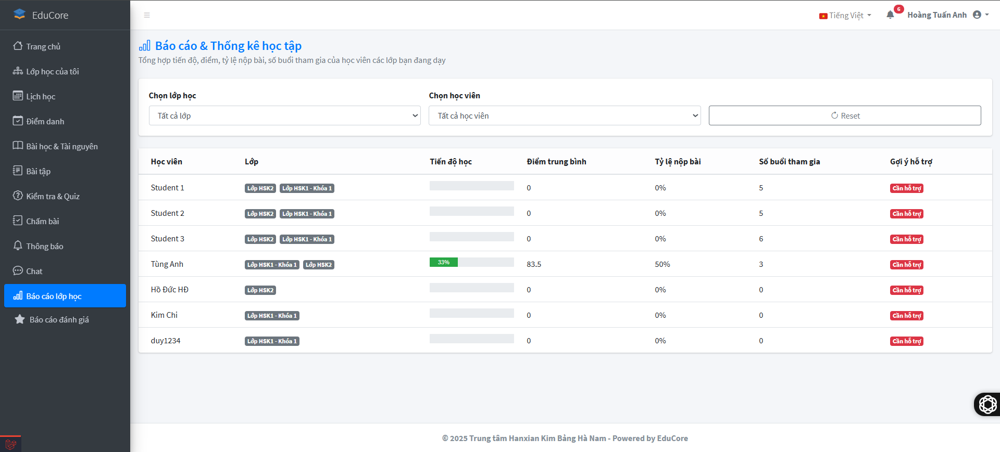 EduCore
Tiếng Việt
6
Hoàng Tuấn Anh
Trang chủ
Lớp học của tôi
Lịch học
Điểm danh
Bài học & Tài nguyên
Bài tập
Kiểm tra & Quiz
Chấm bài
Thông báo
Chat
Báo cáo lớp học
Báo cáo đánh giá
Báo cáo & Thống kê học tập
Tổng hợp tiến độ, điểm, tỷ lệ nộp bài, số buổi tham gia của học viên các lớp bạn đang dạy
Chọn lớp học Chọn học viên
Tất cả lớp Tất cả học viên Reset
Học viên Lớp Tiến độ học Điểm trung bình Tỷ lệ nộp bài Số buổi tham gia Gợi ý hỗ trợ
Student 1 Lớp HSK2 Lớp HSK1 - Khóa 1 0 0% 5 Cần hỗ trợ
Student 2 Lớp HSK2 Lớp HSK1 - Khóa 1 0 0% 5 Cần hỗ trợ
Student 3 Lớp HSK2 Lớp HSK1 - Khóa 1 0 0% 6 Cần hỗ trợ
Tùng Anh Lớp HSK1 - Khóa 1 Lớp HSK2 33% 83.5 50% 3 Cần hỗ trợ
Hồ Đức HĐ Lớp HSK2 0 0% 0 Cần hỗ trợ
Kim Chi Lớp HSK1 - Khóa 1 0 0% 0 Cần hỗ trợ
duy1234 Lớp HSK1 - Khóa 1 0 0% 0 Cần hỗ trợ
© 2025 Trung tâm Hanxian Kim Bảng Hà Nam - Powered by EduCore